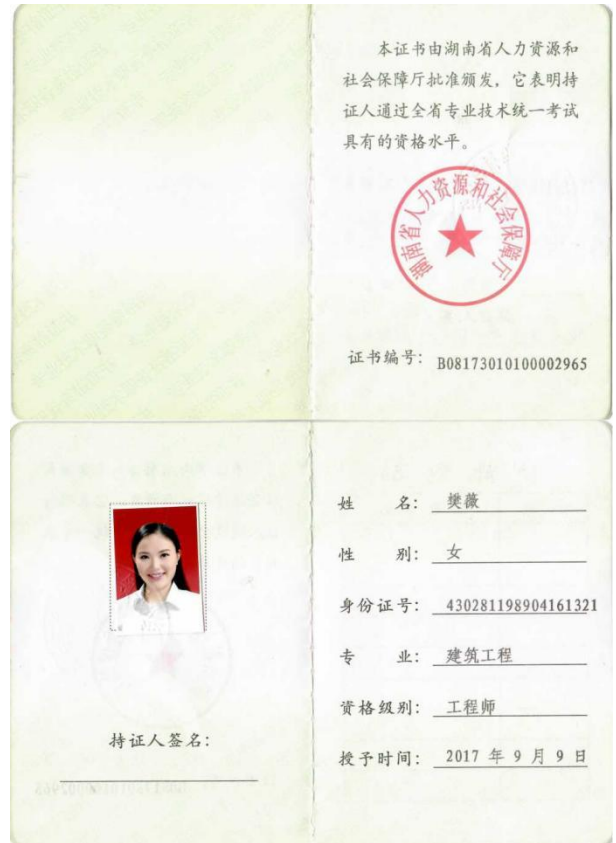 本证书由湖南省人力资源和
社会保障厅批准颁发，它表明持
证人通过全省专业技术统一考试
具有的资格水平。
湖南省人力资源和社会保障厅
证书编号：B08173010100002965
姓 名：樊薇
性 别：女
身份证号：430281198904161321
专 业：建筑工程
资格级别：工程师
持证人签名：
授予时间：2017 年 9 月 9 日